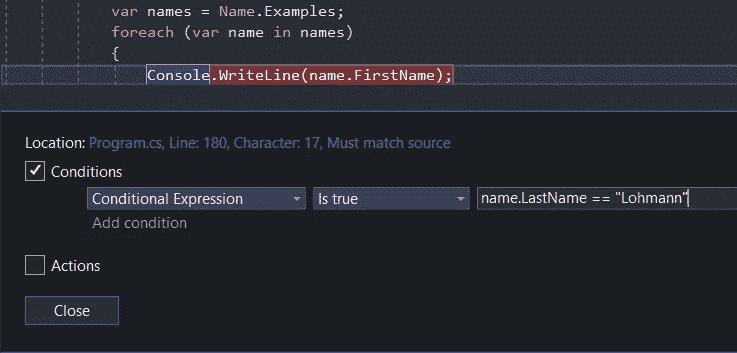 var names = Name.Examples;
foreach (var name in names)
{
Console.WriteLine(name.FirstName);
Location: Program.cs, Line: 180, Character: 17, Must match source
Conditions
Conditional Expression Is true name.LastName == "Lohmann"
Add condition
Actions
Close